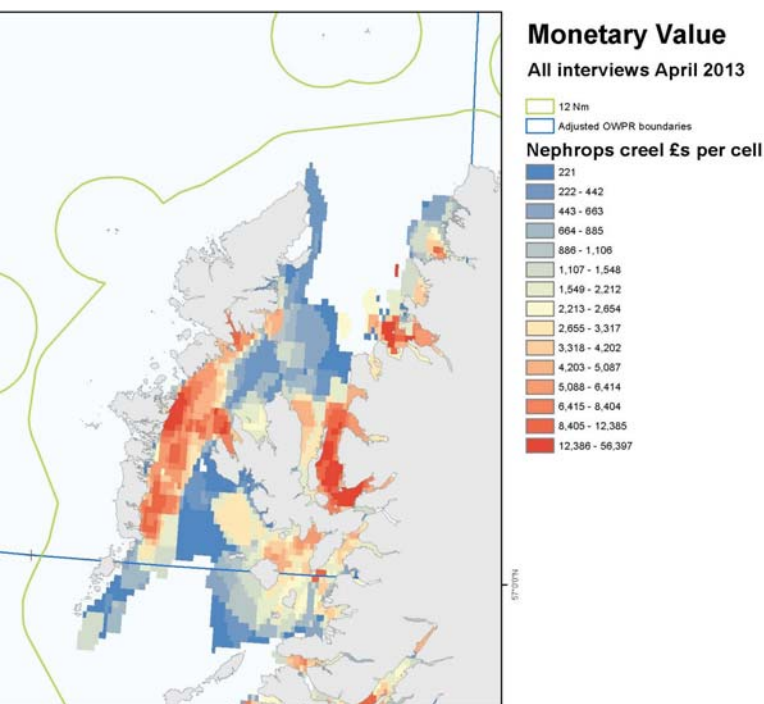 Monetary Value
All interviews April 2013
12 Nm
Adjusted OWPR boundaries
Nephrops creel £s per cell
221
222 - 442
443 - 663
664 - 885
886 - 1,106
1,107 - 1,548
1,549 - 2,212
2,213 - 2,654
2,655 - 3,317
3,318 - 4,202
4,203 - 5,087
5,088 - 6,414
6,415 - 8,404
8,405 - 12,385
12,386 - 56,397
57°0'0"N